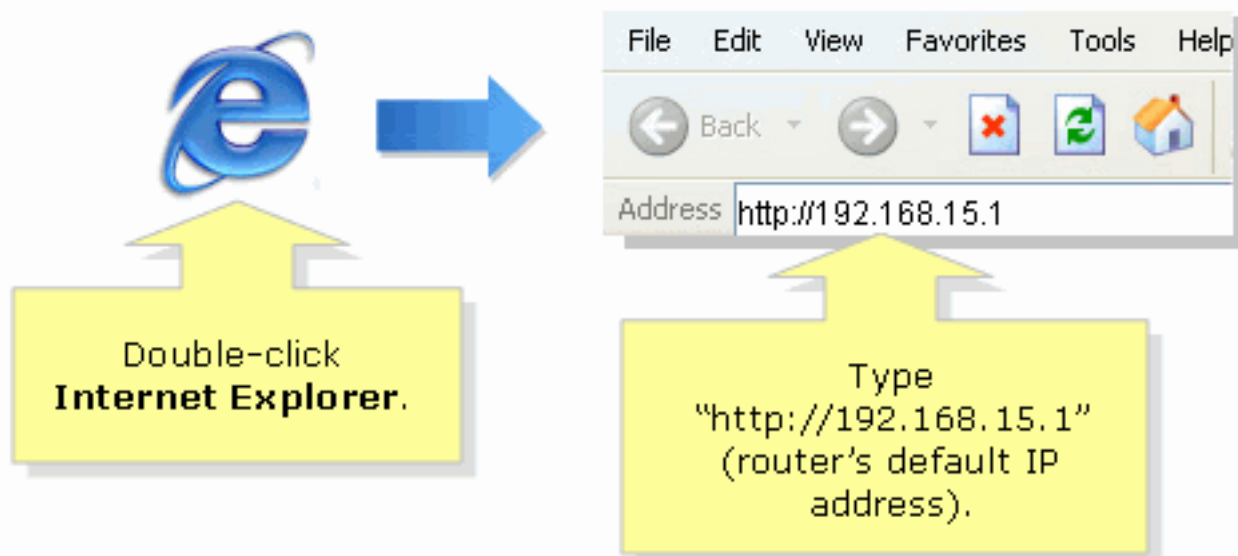 File Edit View Favorites Tools Help
Back
Address http://192.168.15.1
Double-click
Internet Explorer.
Type
“http://192.168.15.1”
(router’s default IP
address).